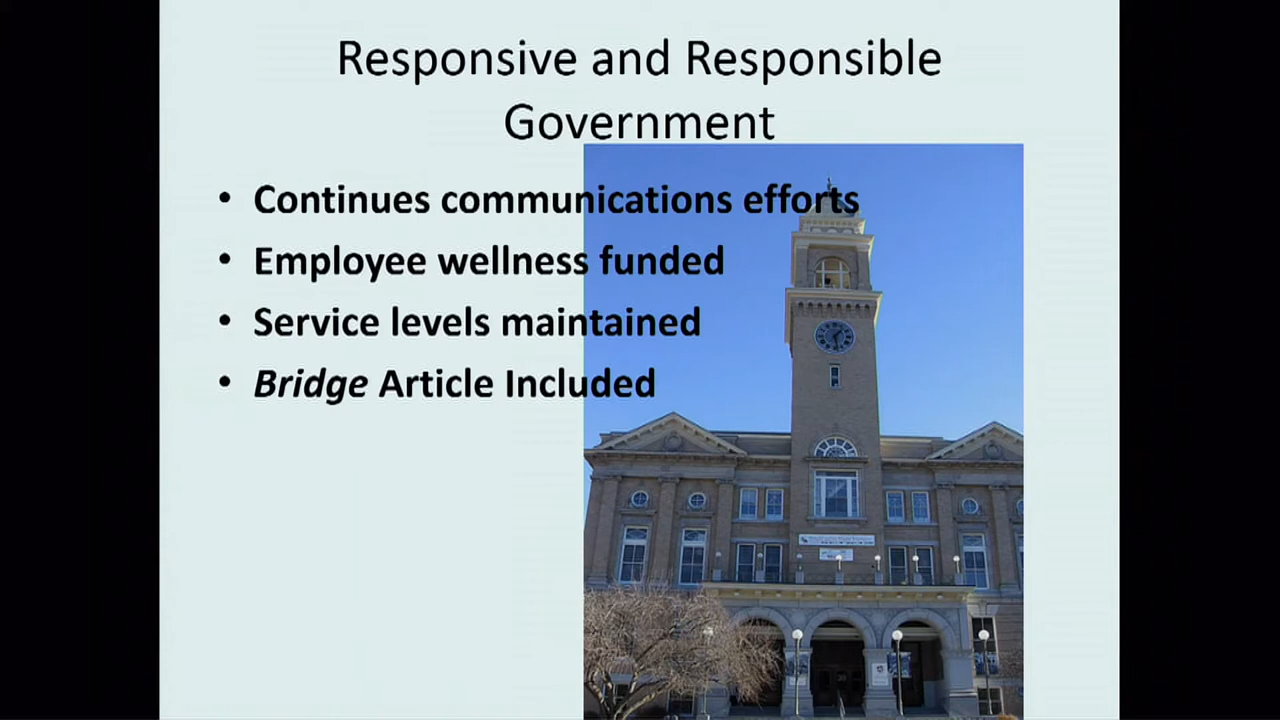 Responsive and Responsible
Government
• Continues communications efforts
• Employee wellness funded
• Service levels maintained
• Bridge Article Included